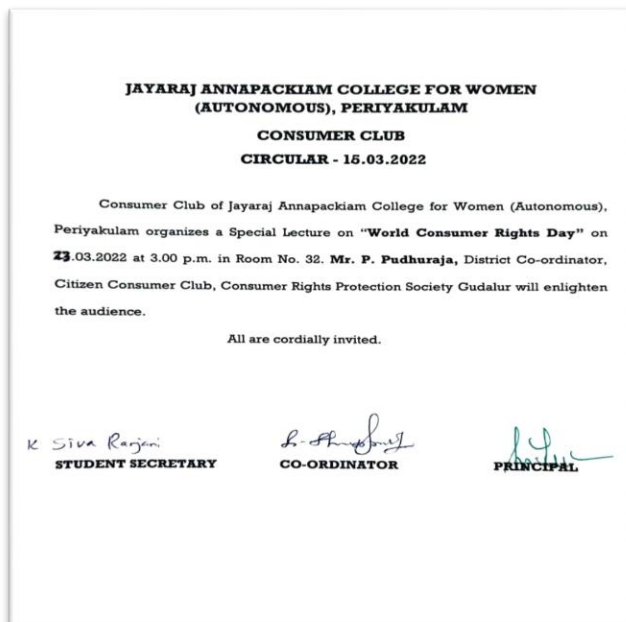 JAYARAJ ANNAPACKIAM COLLEGE FOR WOMEN
(AUTONOMOUS), PERIYAKULAM
CONSUMER CLUB
CIRCULAR - 15.03.2022
Consumer Club of Jayaraj Annapackiam College for Women (Autonomous),
Periyakulam organizes a Special Lecture on "World Consumer Rights Day" on
23.03.2022 at 3.00 p.m. in Room No. 32. Mr. P. Pudhuraja, District Co-ordinator,
Citizen Consumer Club, Consumer Rights Protection Society Gudalur will enlighten
the audience.
All are cordially invited.
K Siva Ranjani
STUDENT SECRETARY
CO-ORDINATOR
PRINCIPAL